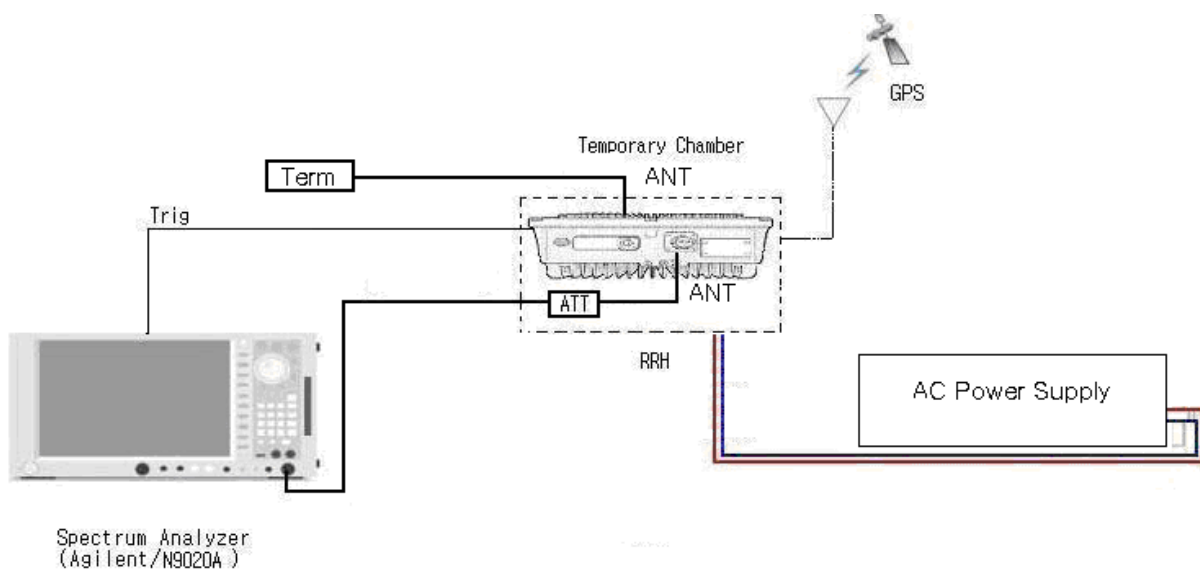 GPS
Temporary Chamber
ANT
Term
Trig
ATT
ANT
RRH
AC Power Supply
Spectrum Analyzer
(Agilent/N9020A )